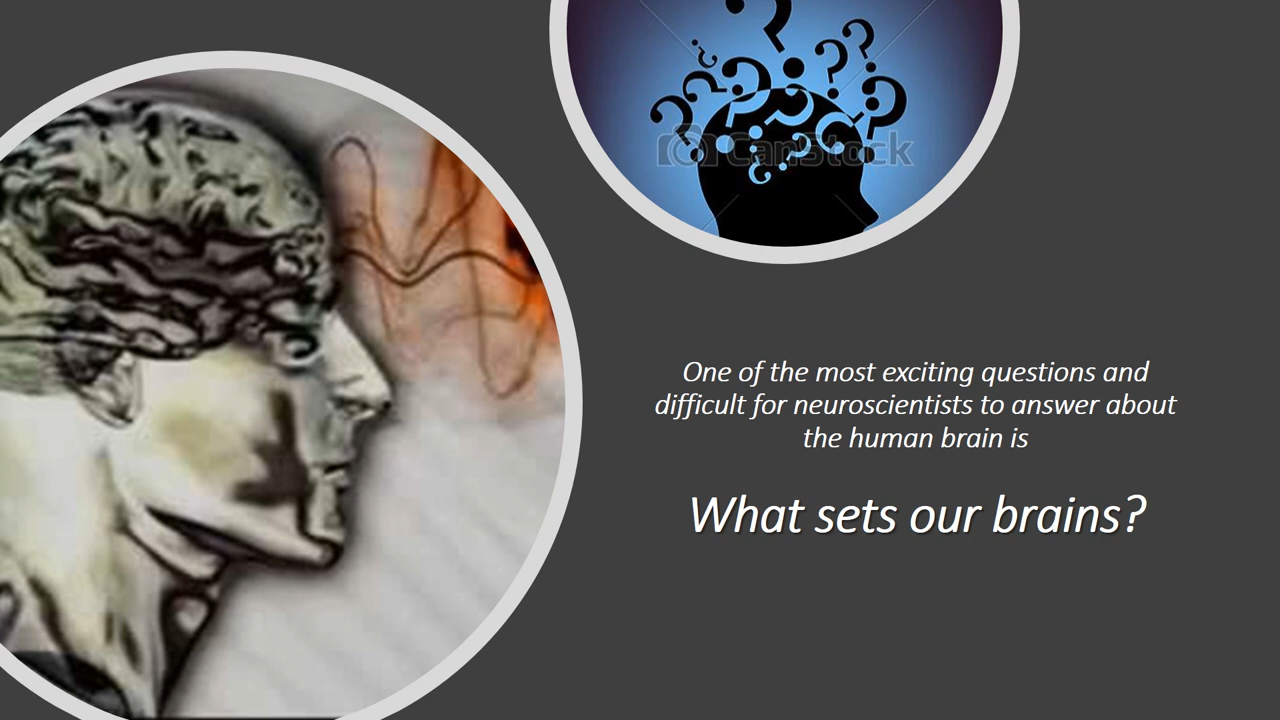 CanStock
One of the most exciting questions and
difficult for neuroscientists to answer about
the human brain is
What sets our brains?